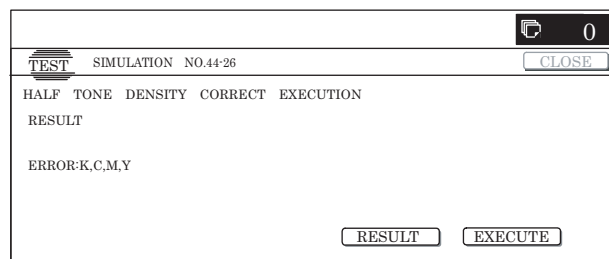 0
TEST SIMULATION NO.44-26 CLOSE
HALF TONE DENSITY CORRECT EXECUTION
RESULT
ERROR:K,C,M,Y
RESULT EXECUTE